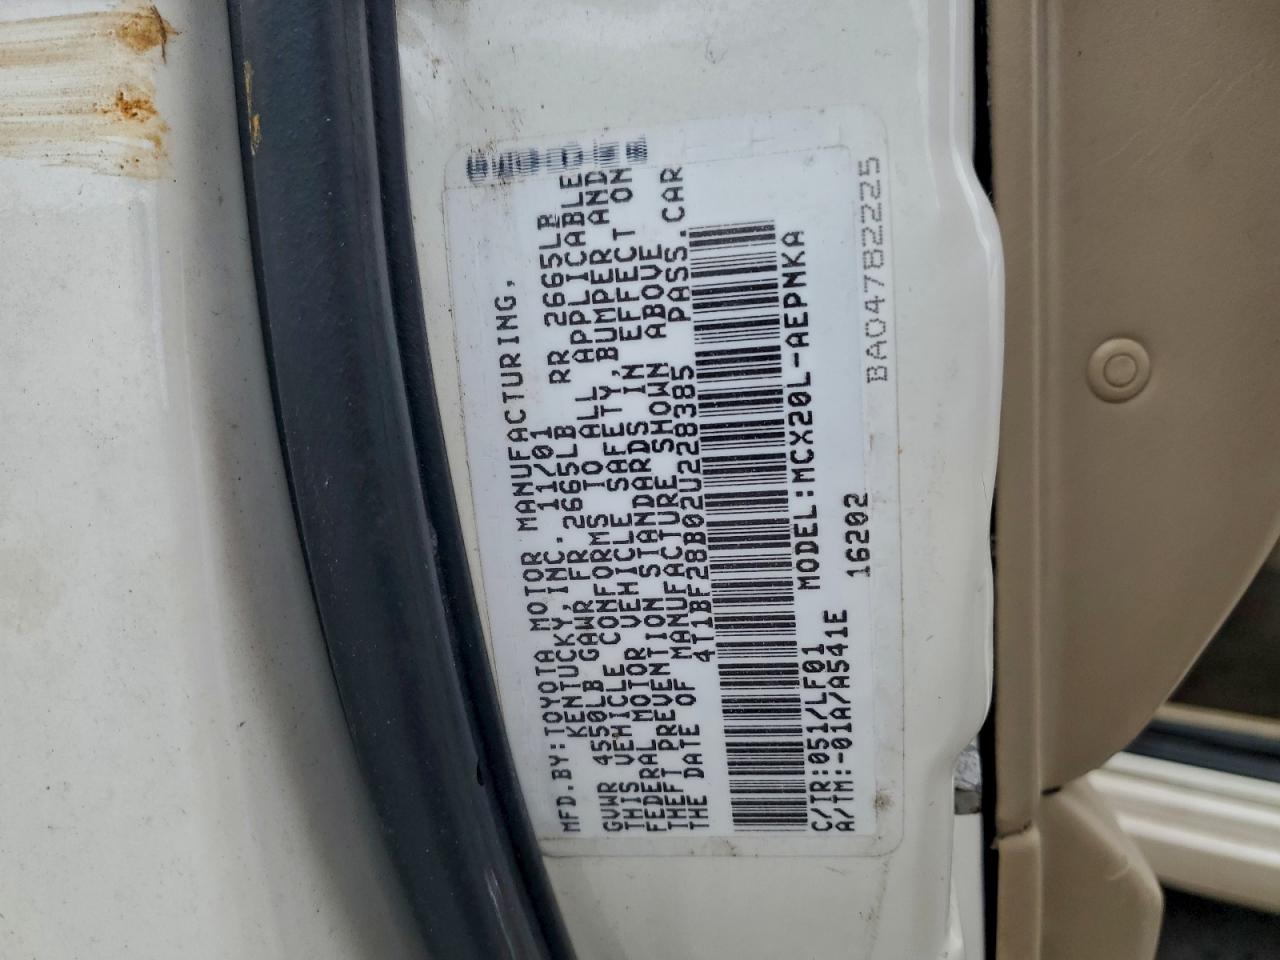 MFD.BY:TOYOTA MOTOR MANUFACTURING,
KENTUCKY,INC. 11/01
GVWR 4550LB GAWR FR 2665LB RR 2665LB
THIS VEHICLE CONFORMS TO ALL APPLICABLE
FEDERAL MOTOR VEHICLE SAFETY,BUMPER AND
THEFT PREVENTION STANDARDS IN EFFECT ON
THE DATE OF MANUFACTURE SHOWN ABOVE
4T1BF28B02U228385 PASS.CAR
C/TR:051/LF01 MODEL:MCX20L-AEPNKA
A/TM:-01A/A541E 16202
BA04782225